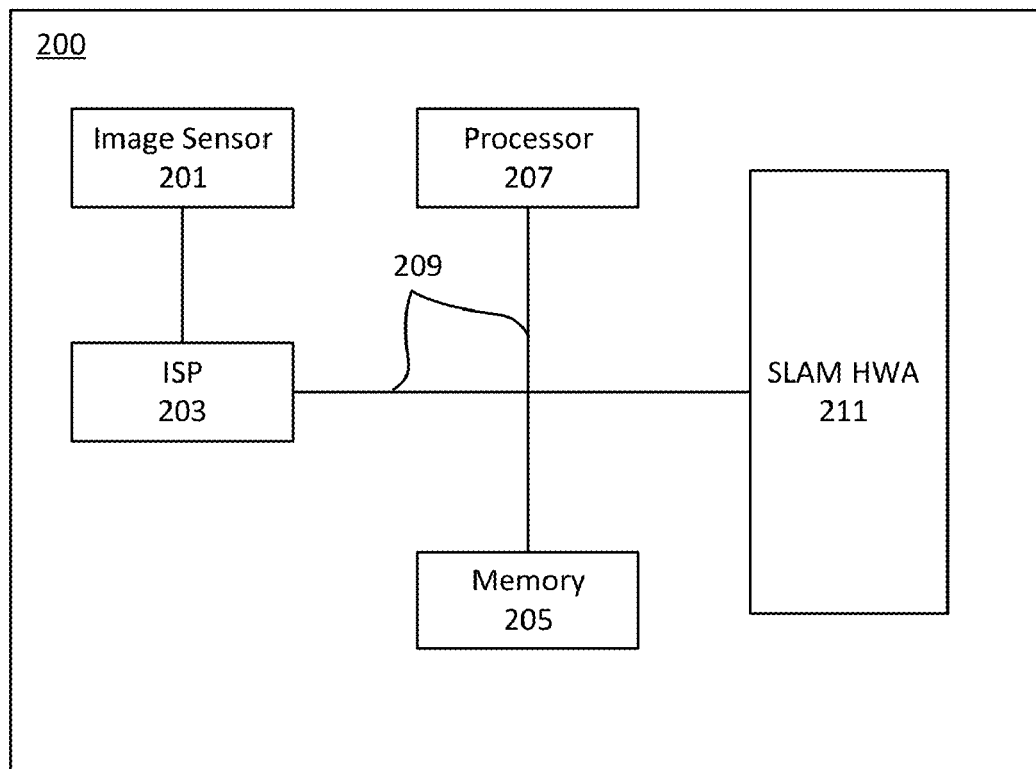 200
Image Sensor
201
Processor
207
209
ISP
203
SLAM HWA
211
Memory
205